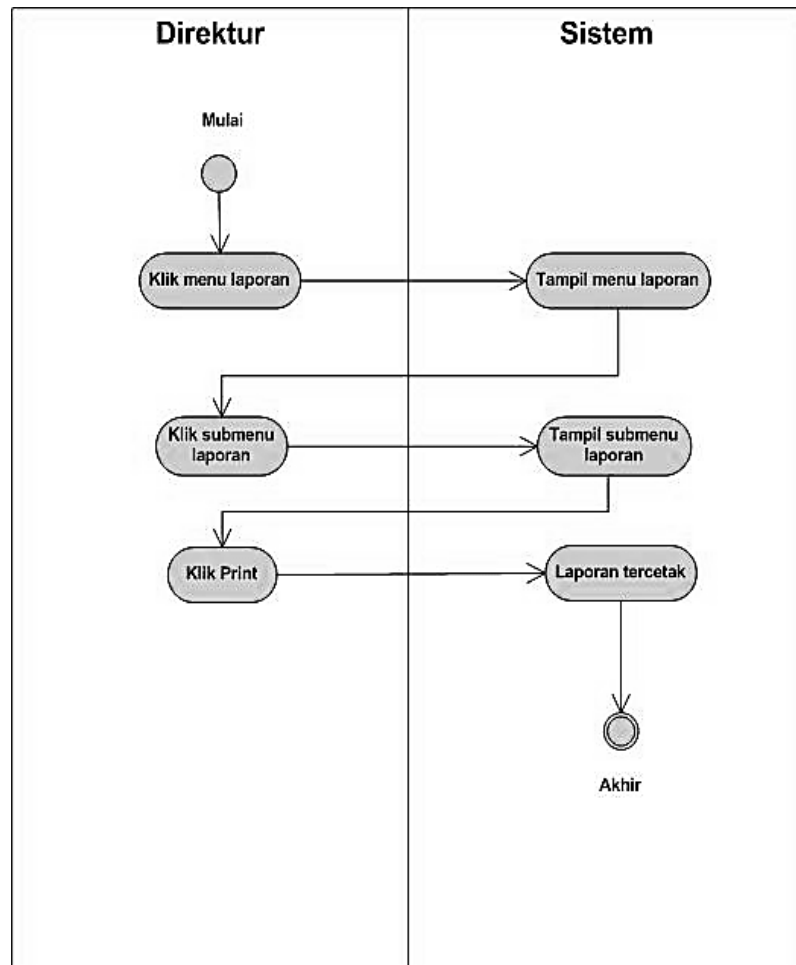 Direktur
Sistem
Mulai
Klik menu laporan
Tampil menu laporan
Klik submenu
laporan
Tampil submenu
laporan
Klik Print
Laporan tercetak
Akhir